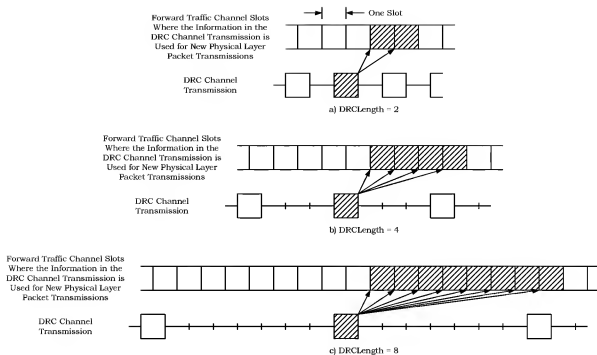 Forward Traffic Channel Slots
Where the Information in the
DRC Channel Transmission is
Used for New Physical Layer
Packet Transmissions
One Slot
DRC Channel
Transmission
a) DRCLength = 2
Forward Traffic Channel Slots
Where the Information in the
DRC Channel Transmission is
Used for New Physical Layer
Packet Transmissions
DRC Channel
Transmission
b) DRCLength = 4
Forward Traffic Channel Slots
Where the Information in the
DRC Channel Transmission is
Used for New Physical Layer
Packet Transmissions
DRC Channel
Transmission
c) DRCLength = 8